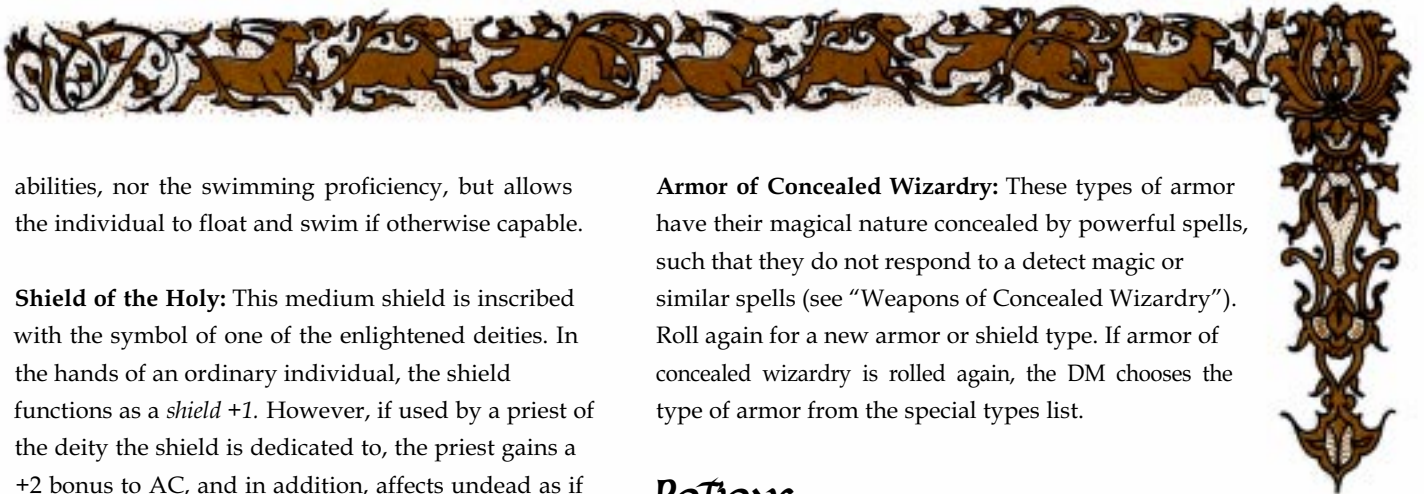 abilities, nor the swimming proficiency, but allows
the individual to float and swim if otherwise capable.
Shield of the Holy: This medium shield is inscribed
with the symbol of one of the enlightened deities. In
the hands of an ordinary individual, the shield
functions as a shield +1. However, if used by a priest of
the deity the shield is dedicated to, the priest gains a
+2 bonus to AC, and in addition, affects undead as if
Armor of Concealed Wizardry: These types of armor
have their magical nature concealed by powerful spells,
such that they do not respond to a detect magic or
similar spells (see “Weapons of Concealed Wizardry”).
Roll again for a new armor or shield type. If armor of
concealed wizardry is rolled again, the DM chooses the
type of armor from the special types list.
Potions